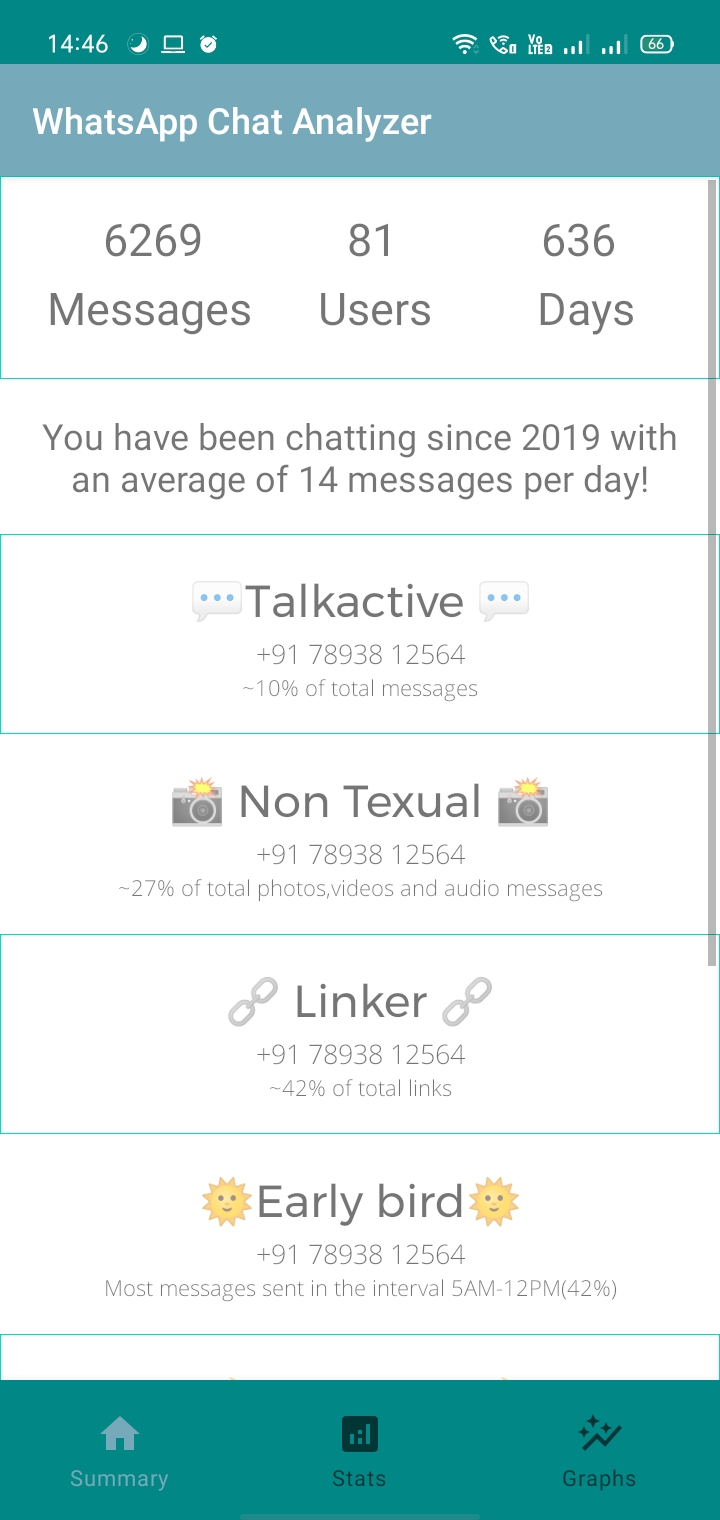 14:46
Vo LTE2
66
WhatsApp Chat Analyzer
6269 81 636
Messages Users Days
You have been chatting since 2019 with
an average of 14 messages per day!
Talkactive
+91 78938 12564
~10% of total messages
Non Texual
+91 78938 12564
~27% of total photos,videos and audio messages
Linker
+91 78938 12564
~42% of total links
Early bird
+91 78938 12564
Most messages sent in the interval 5AM-12PM(42%)
Summary Stats Graphs